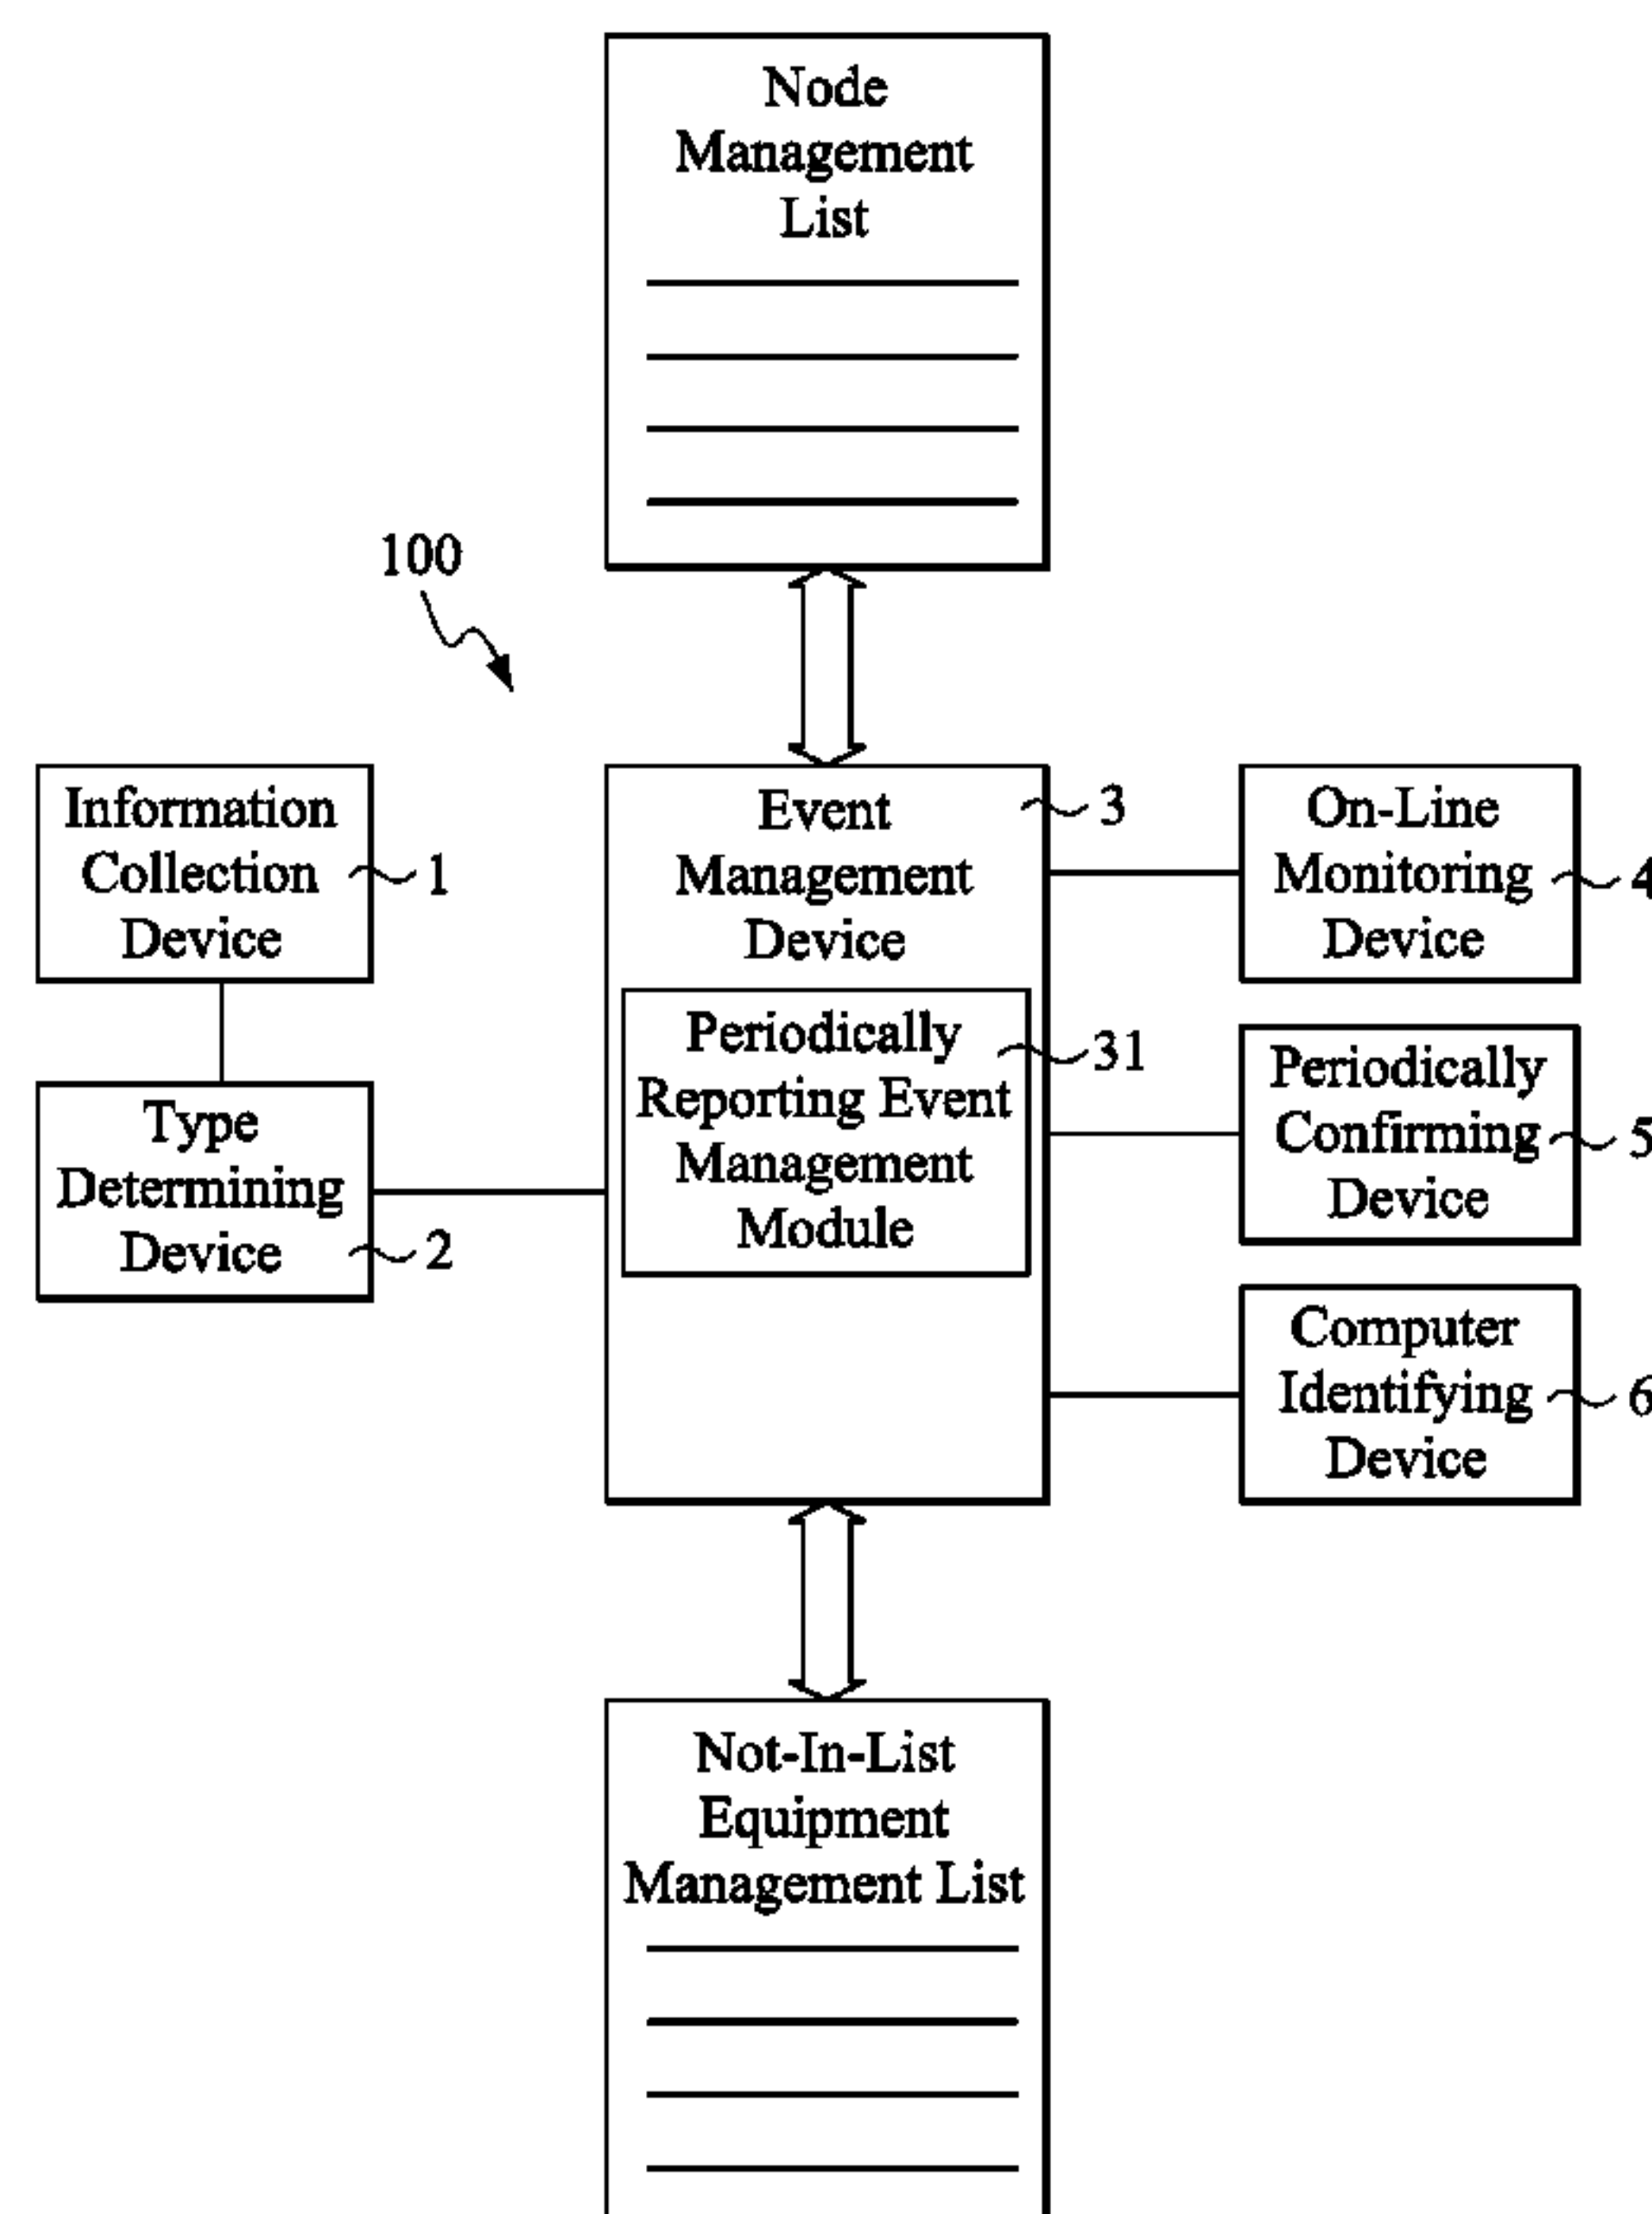 Node
Management
List
100
Information
Collection
Device
1
Type
Determining
Device
2
Event
Management
Device
3
Periodically
Reporting Event
Management
Module
31
On-Line
Monitoring
Device
4
Periodically
Confirming
Device
5
Computer
Identifying
Device
6
Not-In-List
Equipment
Management List